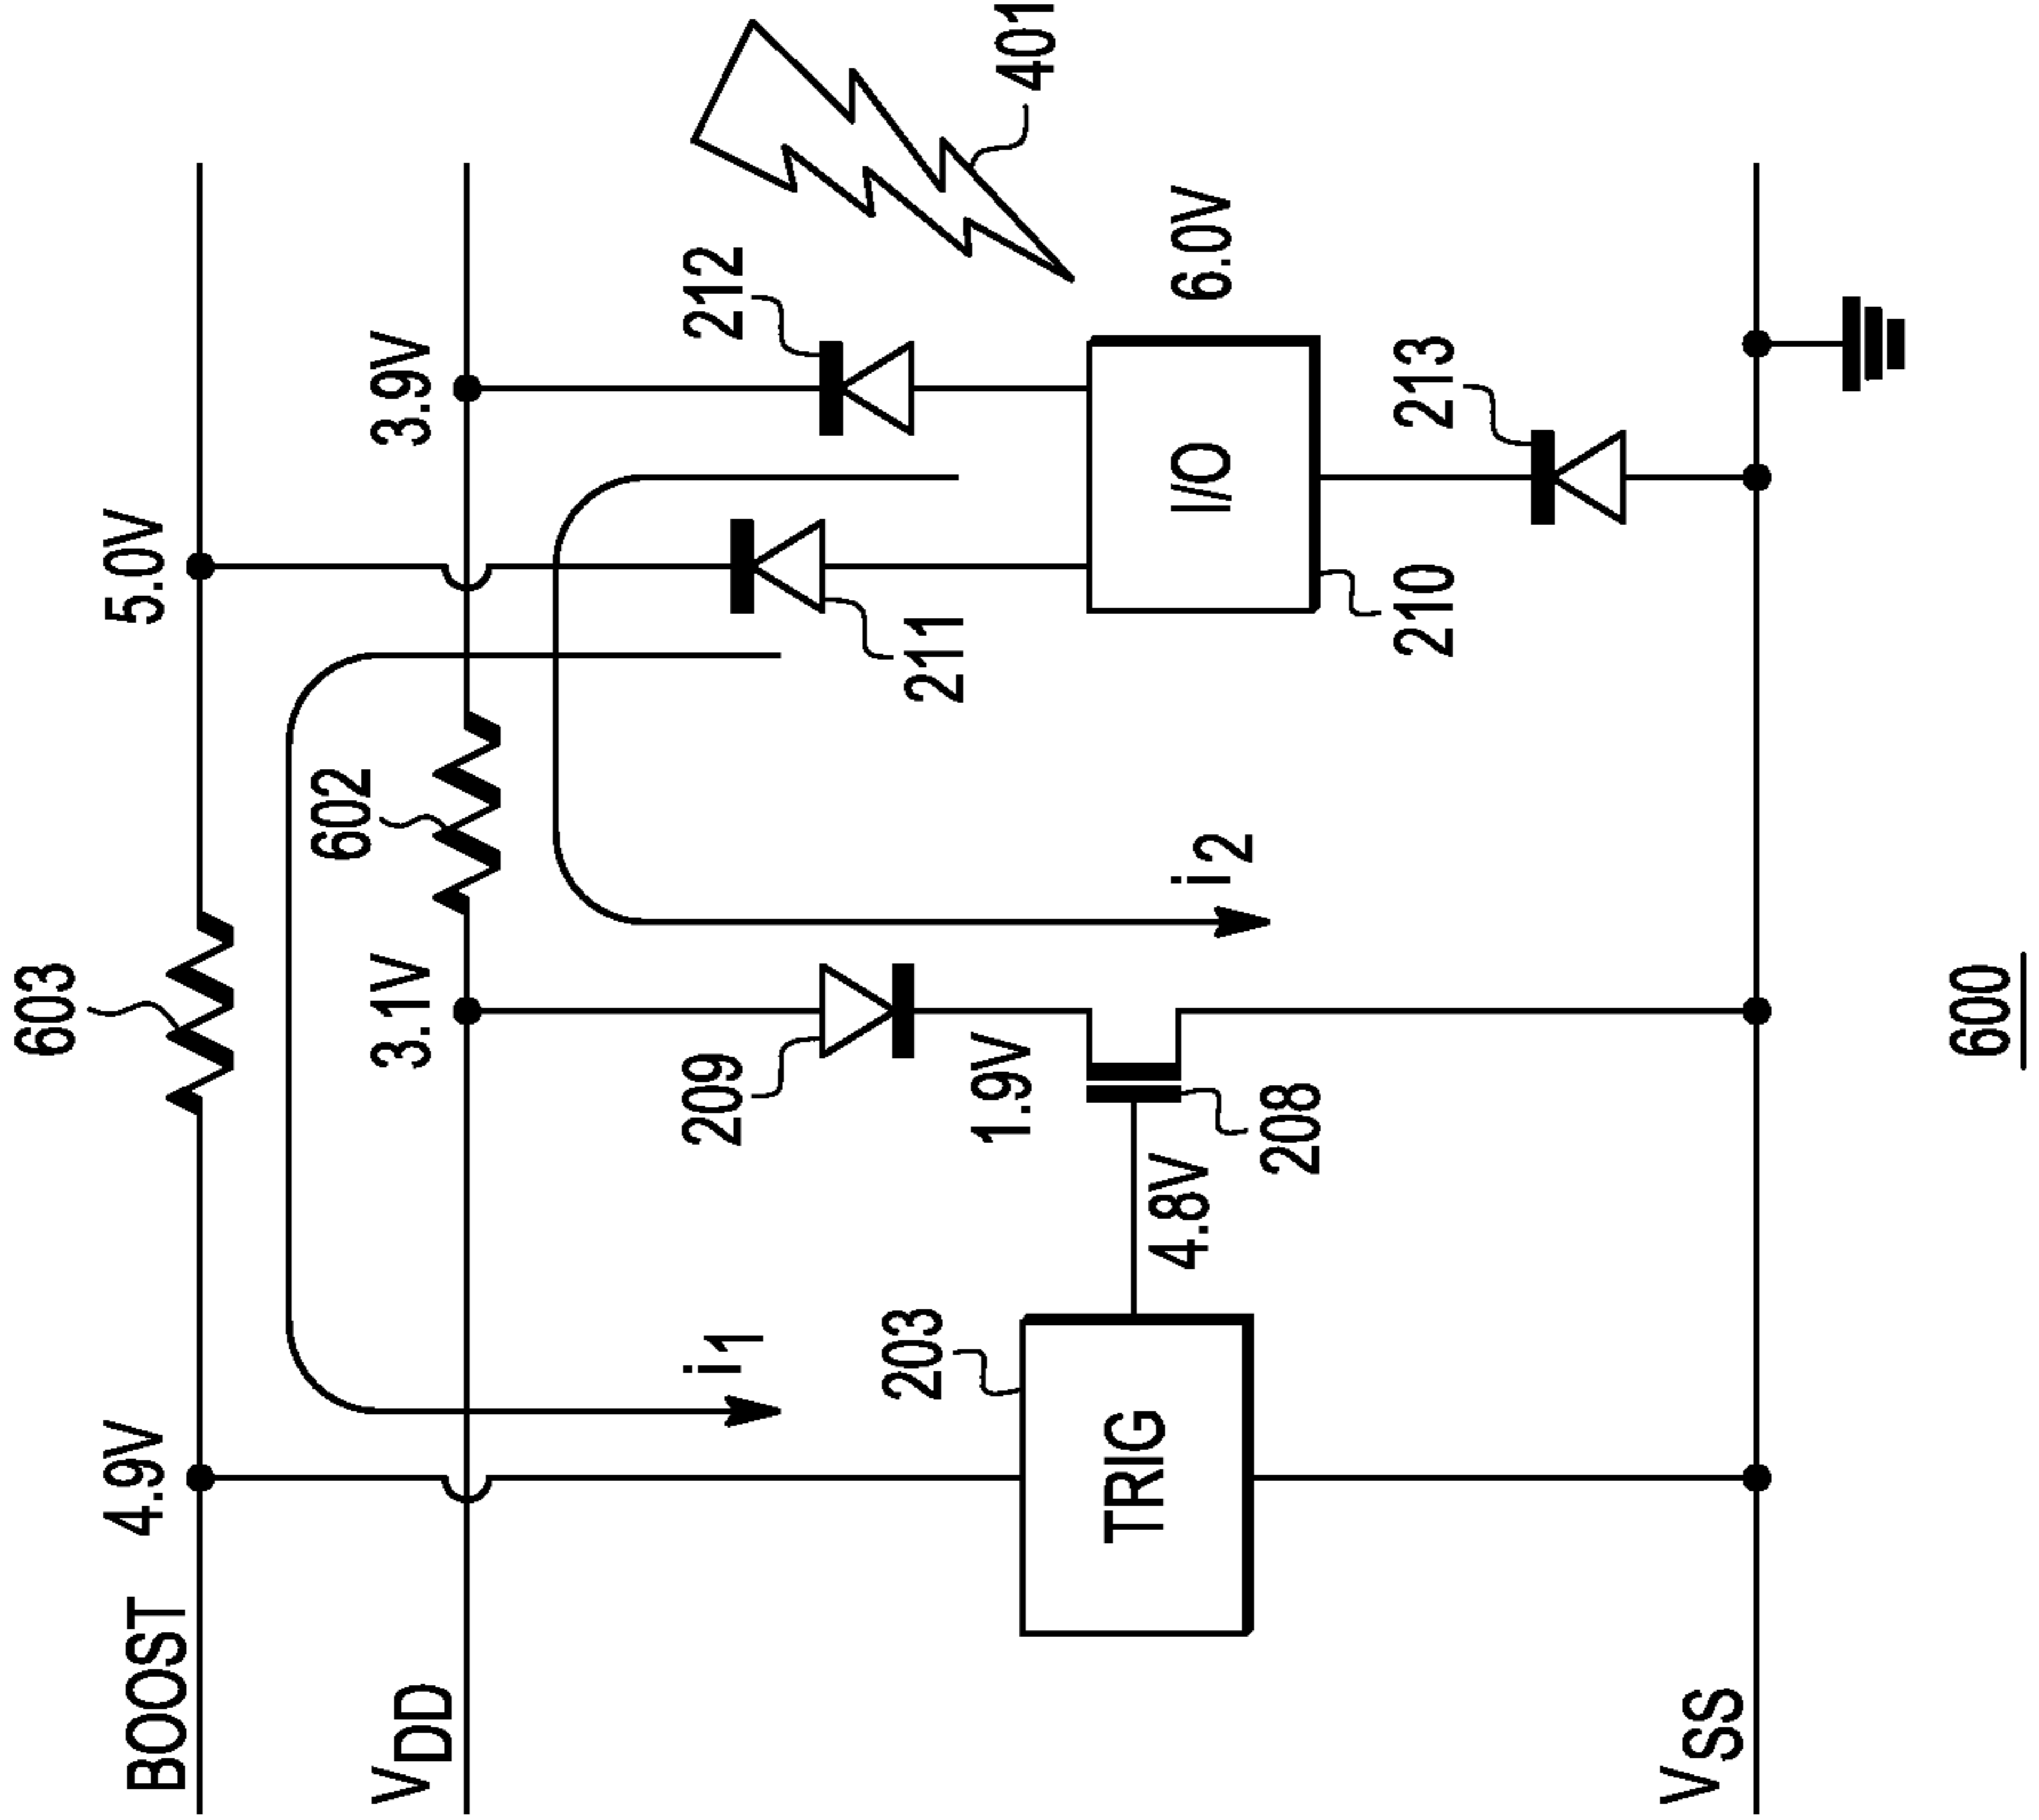 603
5.0V
4.9V
BOOST
602
3.9V
3.1V
VDD
401
212
211
209
i1
6.0V
I/O
i2
1.9V
4.8V
203
TRIG
213
210
208
VSS
600